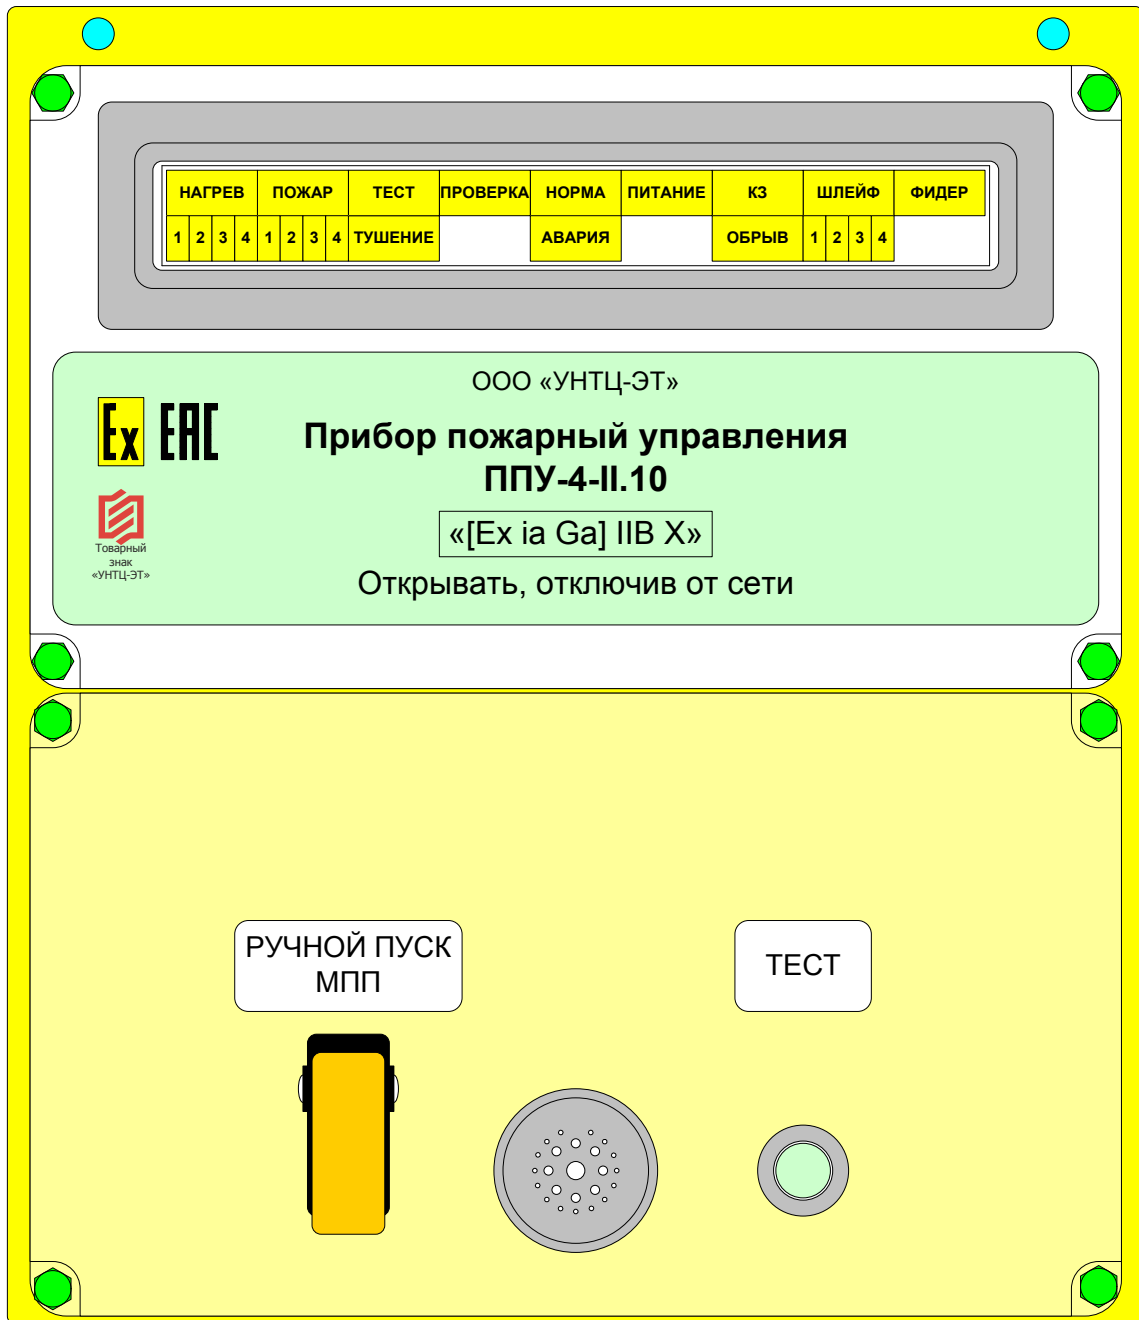 НАГРЕВ ПОЖАР ТЕСТ ПРОВЕРКА НОРМА ПИТАНИЕ КЗ ШЛЕЙФ ФИДЕР
1 2 3 4 1 2 3 4 ТУШЕНИЕ АВАРИЯ ОБРЫВ 1 2 3 4
ООО «УНТЦ-ЭТ»
Ex EAC
Прибор пожарный управления
ППУ-4-II.10
«[Ex ia Ga] IIB X»
Товарный
знак
«УНТЦ-ЭТ»
Открывать, отключив от сети
РУЧНОЙ ПУСК
МПП
ТЕСТ